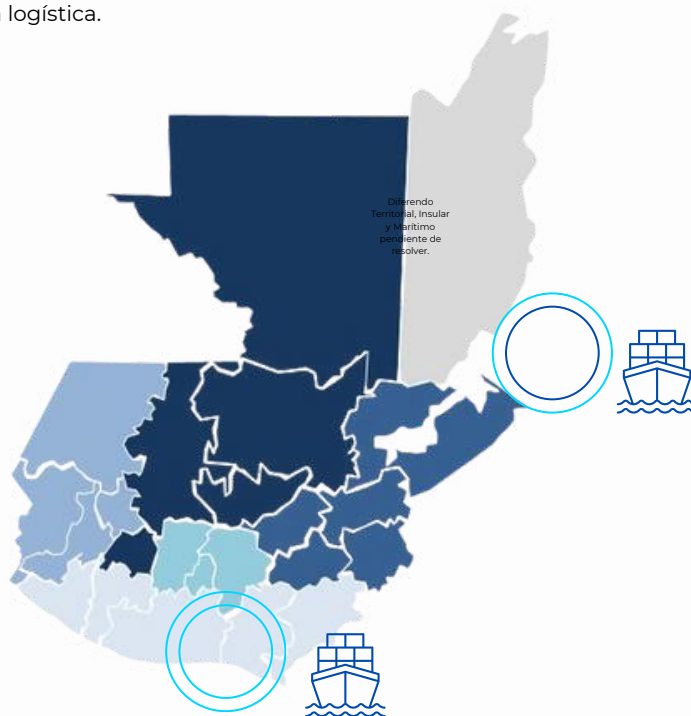 logística.
Diferendo
Territorial, Insular
y Marítimo
pendiente de
resolver.